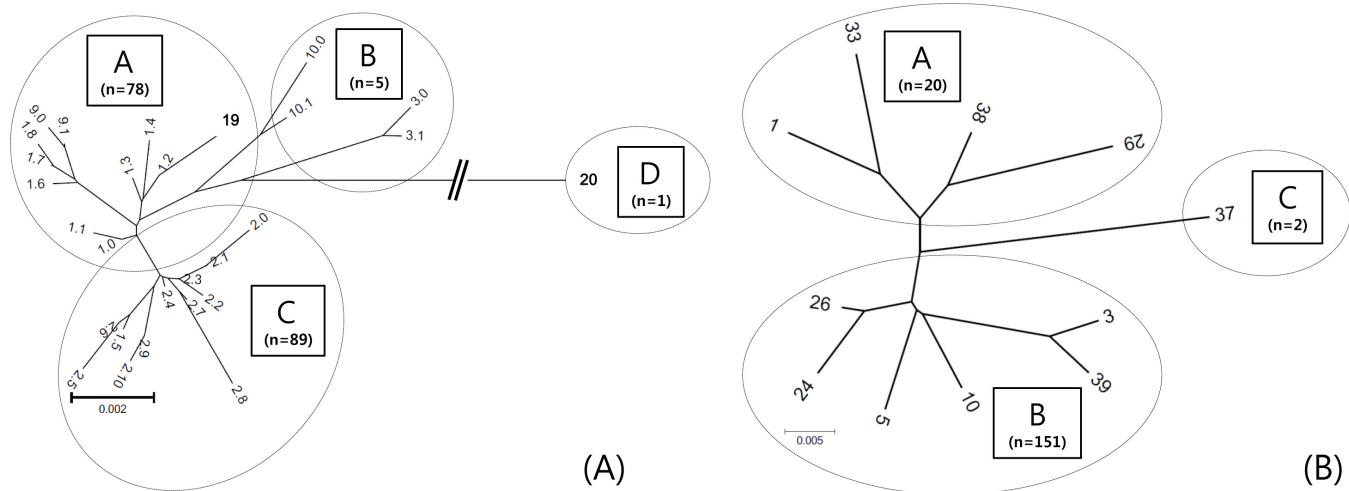 A
(n=78)
B
(n=5)
10.0
10.1
3.0
3.1
9.0
9.1
1.8
1.7
1.6
1.4
1.3
1.2
19
1.1
1.0
20
D
(n=1)
2.0
2.1
2.3
2.2
2.4
2.7
2.6
1.5
2.9
2.5
2.10
2.8
C
(n=89)
0.002
(A)
33
A
(n=20)
1
38
29
37
C
(n=2)
26
24
5
10
3
39
B
(n=151)
0.005
(B)